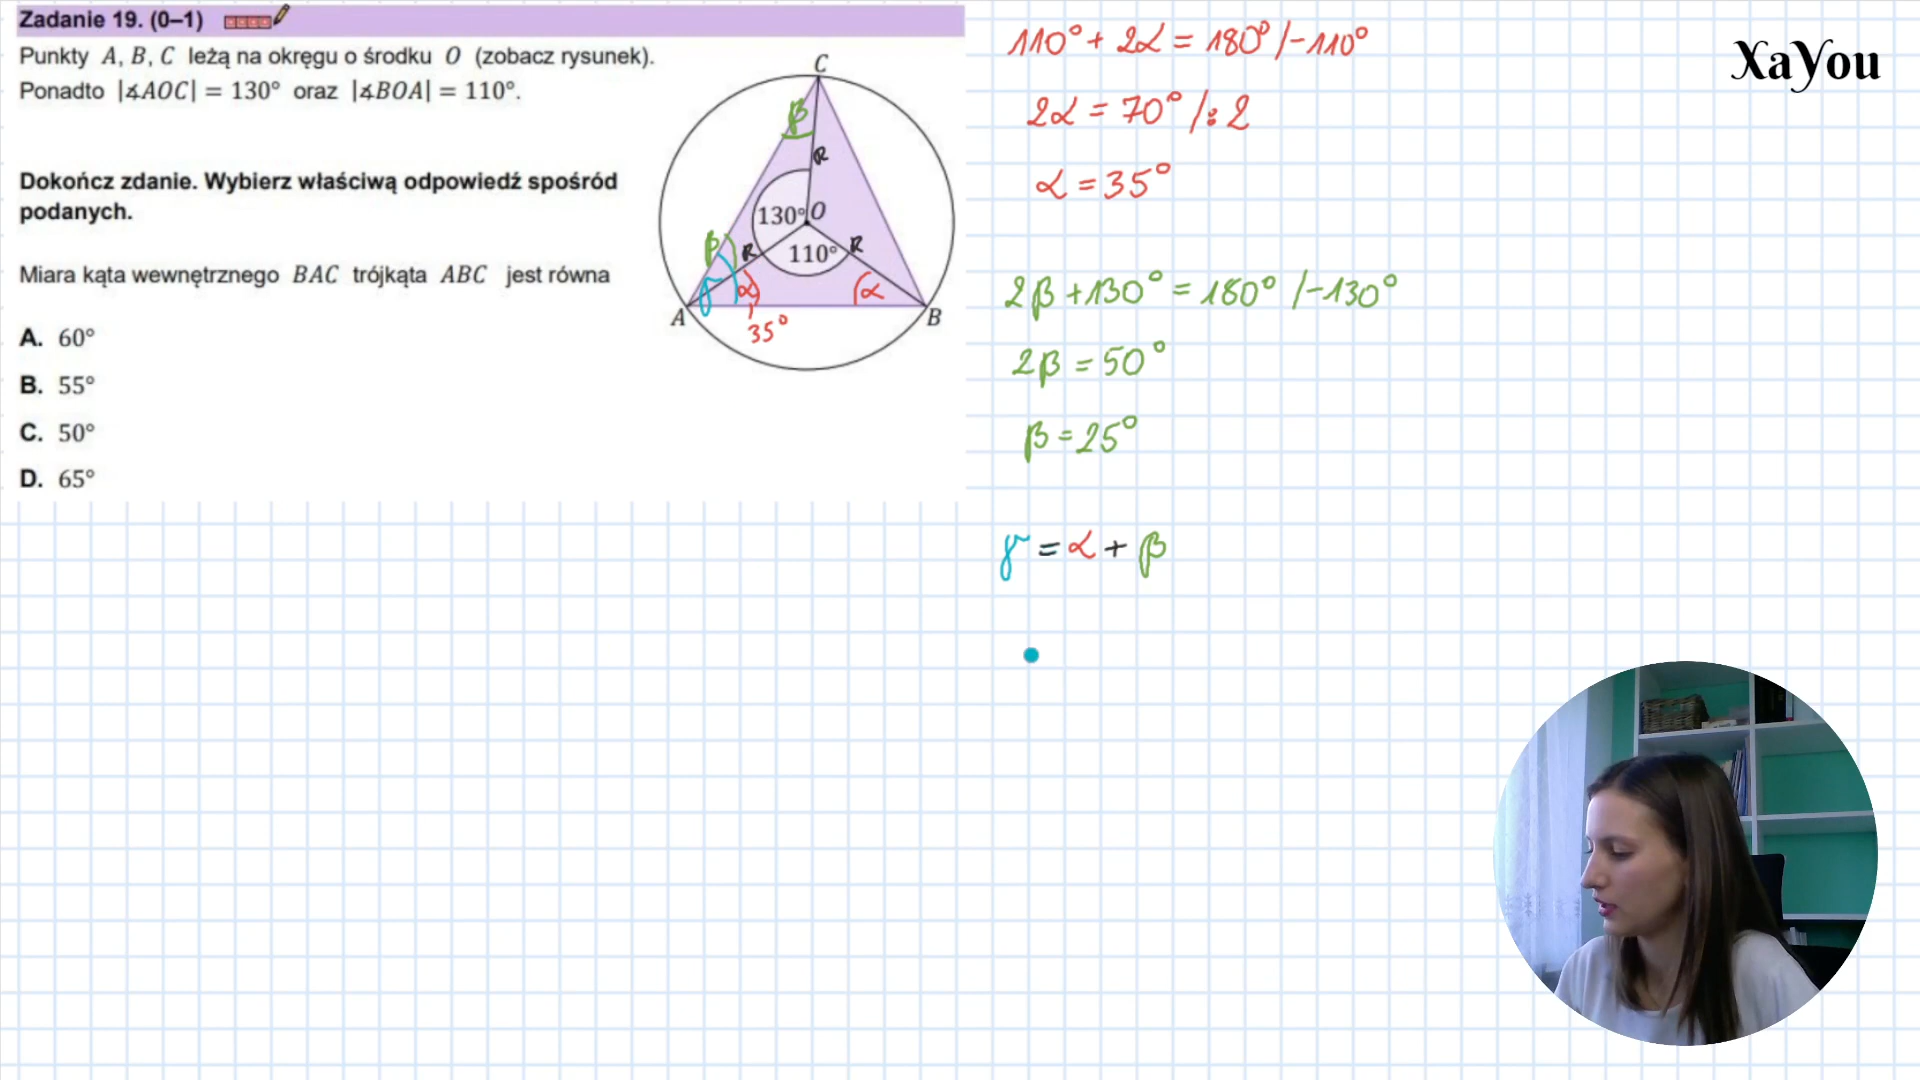 Zadanie 19. (0–1)
Punkty A, B, C leżą na okręgu o środku O (zobacz rysunek).
Ponadto |∡AOC| = 130° oraz |∡BOA| = 110°.
Dokończ zdanie. Wybierz właściwą odpowiedź spośród
podanych.
Miara kąta wewnętrznego BAC trójkąta ABC jest równa
A. 60°
B. 55°
C. 50°
D. 65°
C
β
R
130° O
β R 110° R
γ α α
A B
35°
110° + 2α = 180° /-110°
2α = 70° /:2
α = 35°
2β + 130° = 180° /-130°
2β = 50°
β = 25°
γ = α + β
XaYou